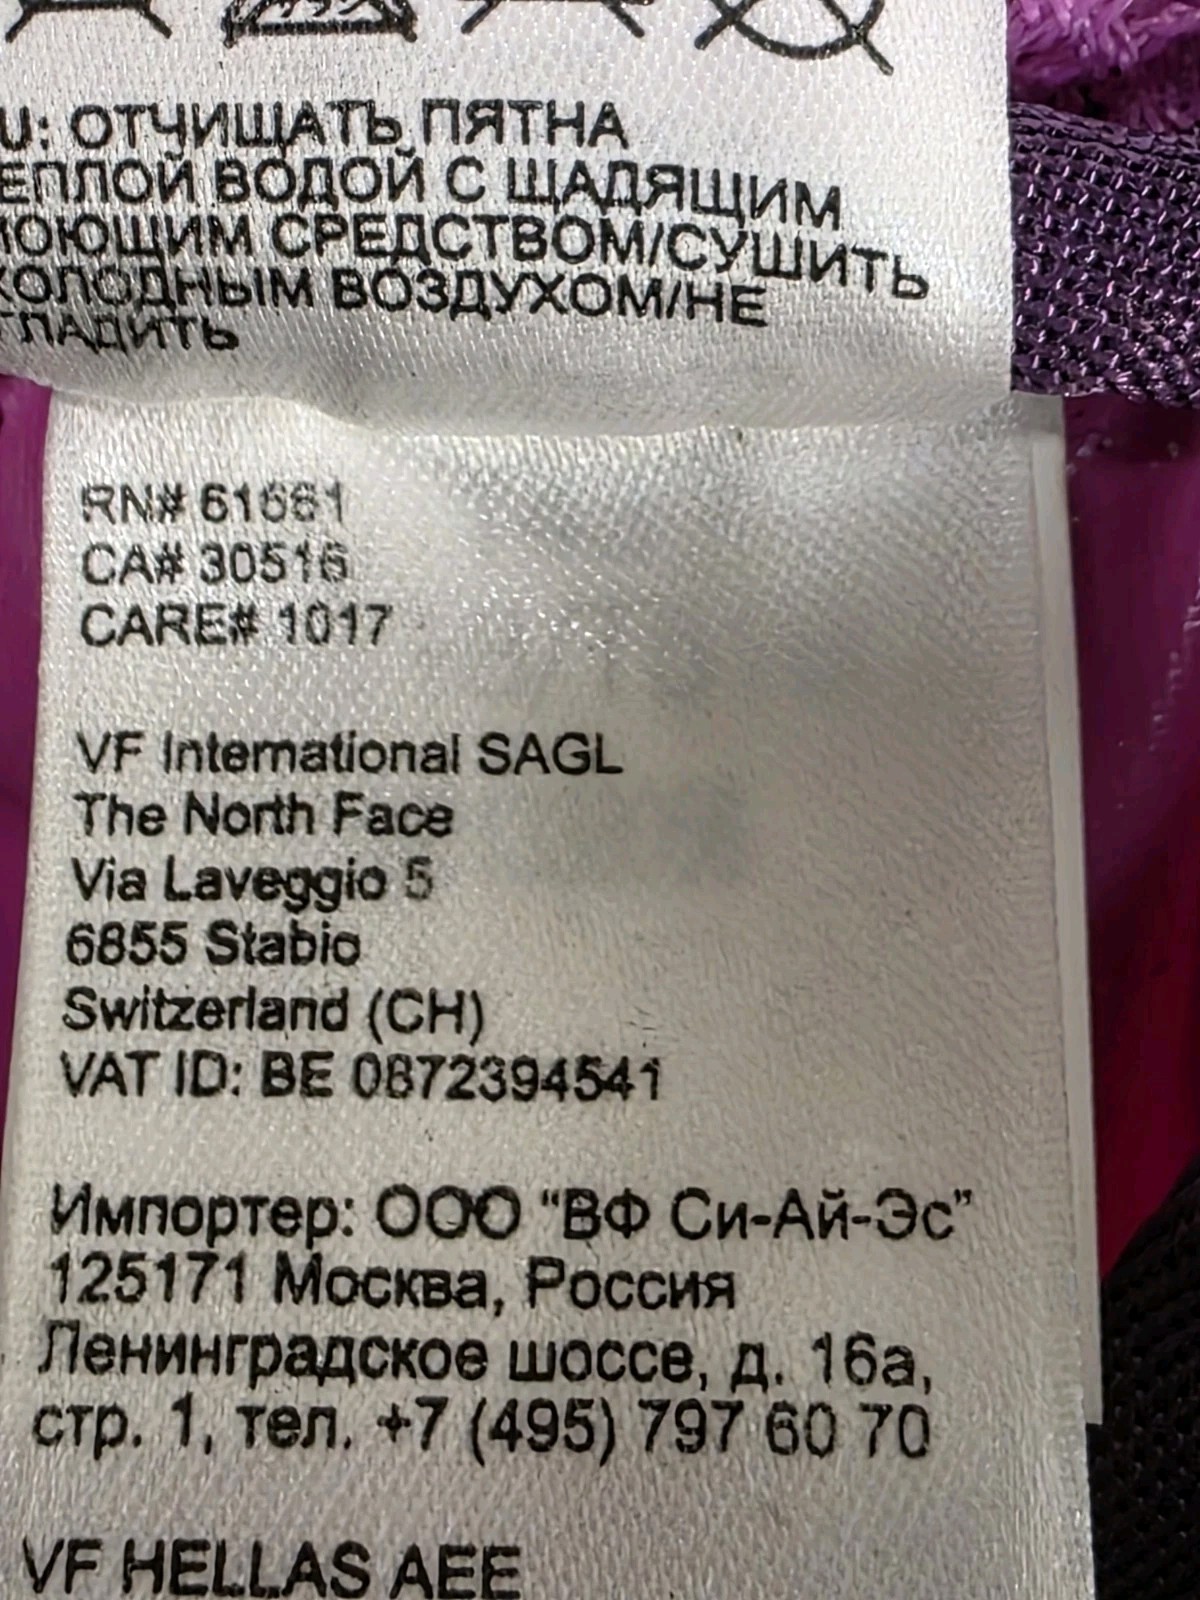 U: ОТЧИЩАТЬ ПЯТНА
ЕПЛОЙ ВОДОЙ С ЩАДЯЩИМ
МОЮЩИМ СРЕДСТВОМ/СУШИТЬ
ХОЛОДНЫМ ВОЗДУХОМ/НЕ
ГЛАДИТЬ
RN# 61661
CA# 30516
CARE# 1017
VF International SAGL
The North Face
Via Laveggio 5
6855 Stabio
Switzerland (CH)
VAT ID: BE 0872394541
Импортер: ООО “ВФ Си-Ай-Эс”
125171 Москва, Россия
Ленинградское шоссе, д. 16а,
стр. 1, тел. +7 (495) 797 60 70
VF HELLAS AEE